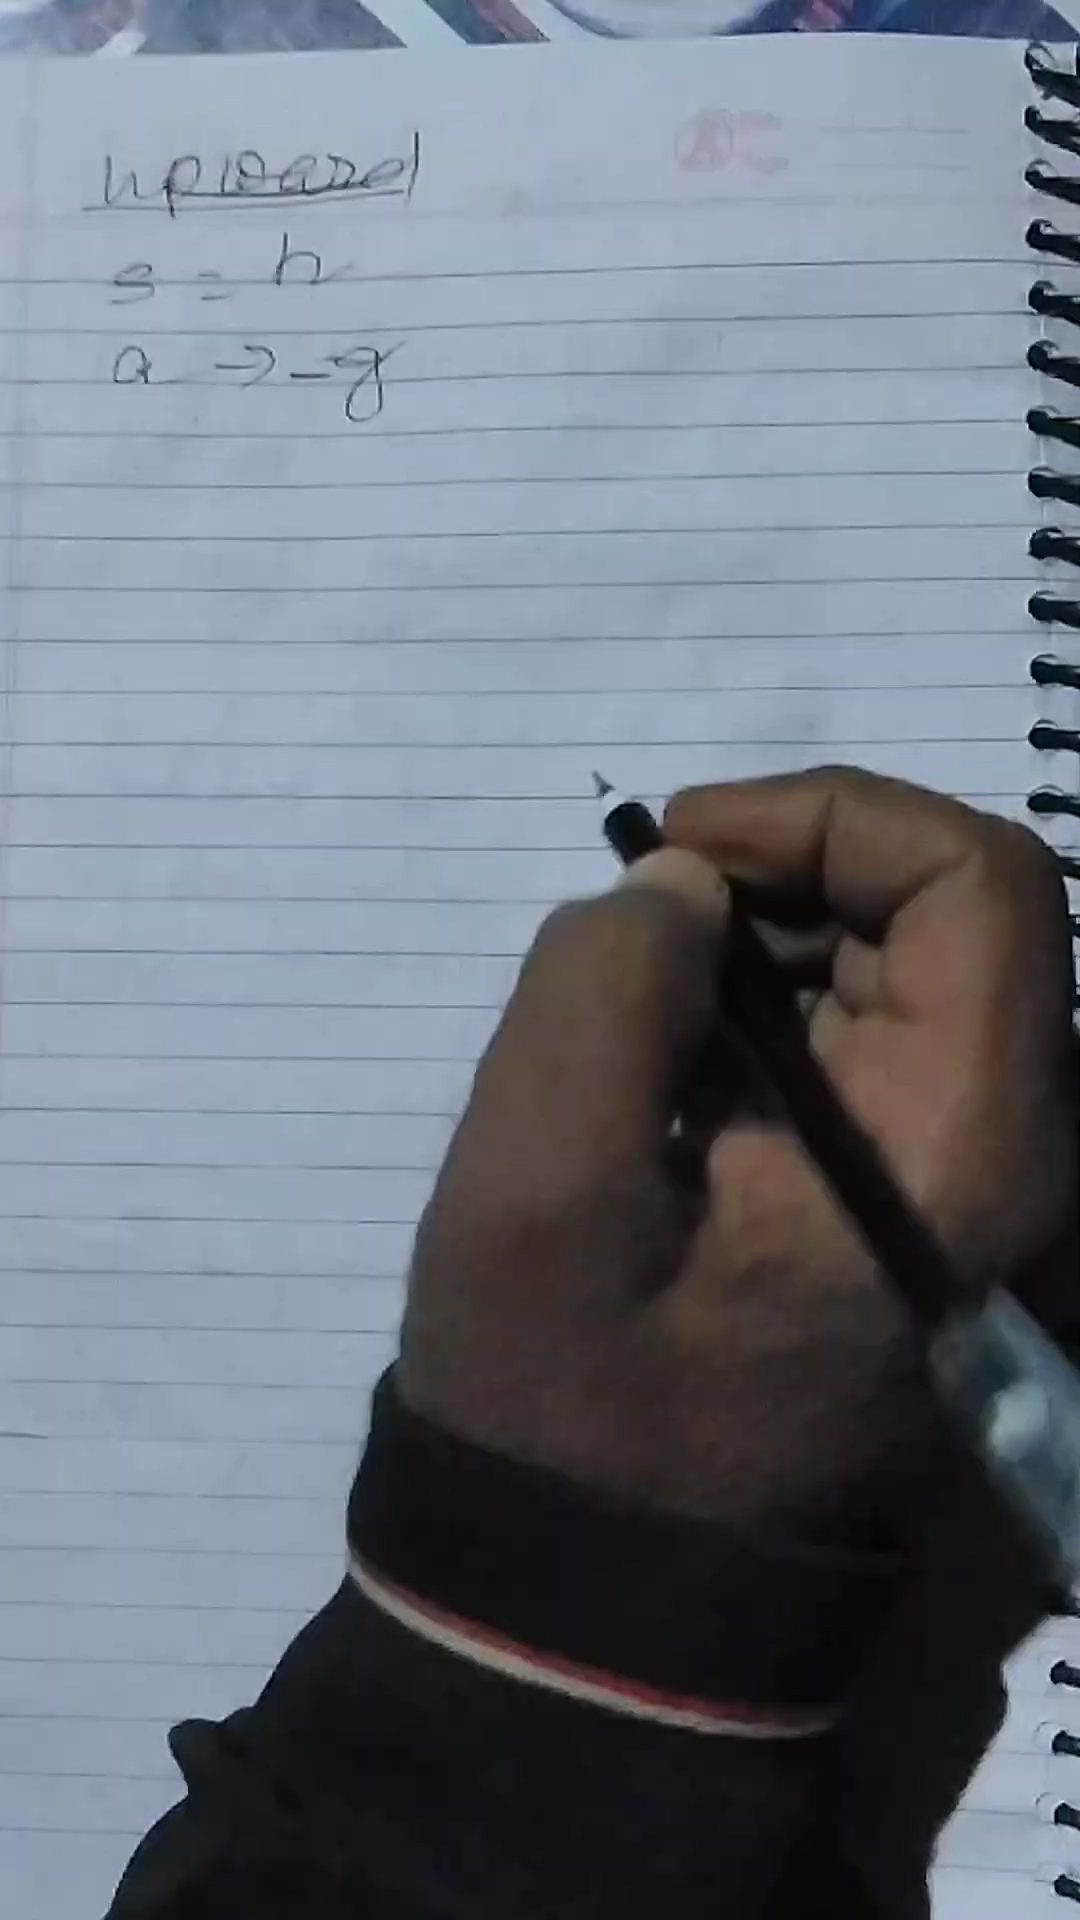 upward
s = h
a → -g